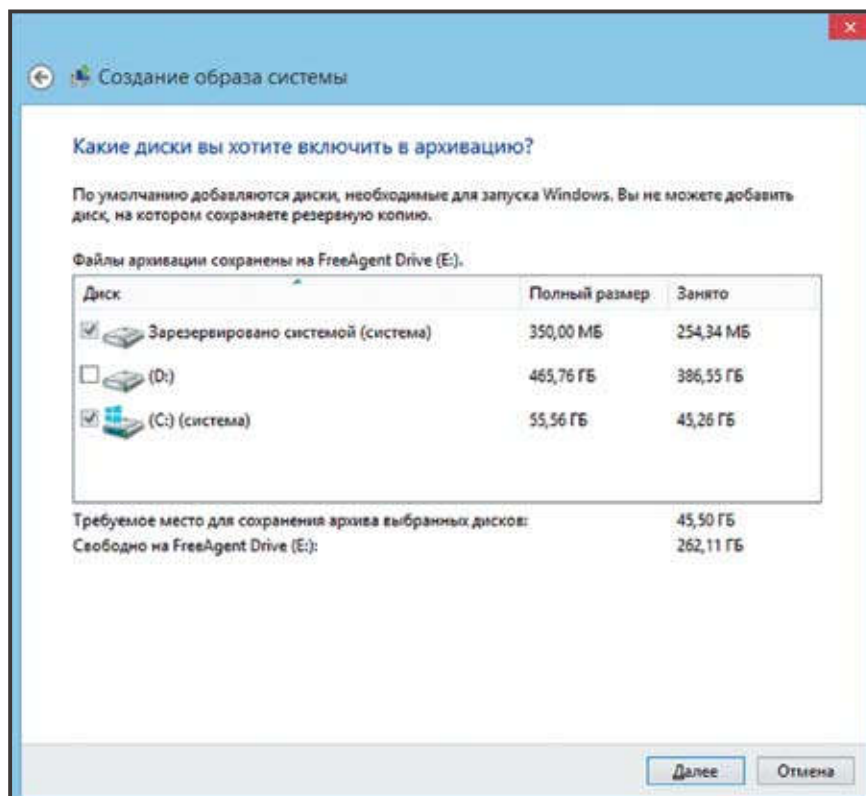 Создание образа системы
Какие диски вы хотите включить в архивацию?
По умолчанию добавляются диски, необходимые для запуска Windows. Вы не можете добавить
диск, на котором сохраняете резервную копию.
Файлы архивации сохранены на FreeAgent Drive (E:).
Диск Полный размер Занято
Зарезервировано системой (система) 350,00 МБ 254,34 МБ
(D:) 465,76 ГБ 386,55 ГБ
(C:) (система) 55,56 ГБ 45,26 ГБ
Требуемое место для сохранения архива выбранных дисков: 45,50 ГБ
Свободно на FreeAgent Drive (E:): 262,11 ГБ
Далее Отмена